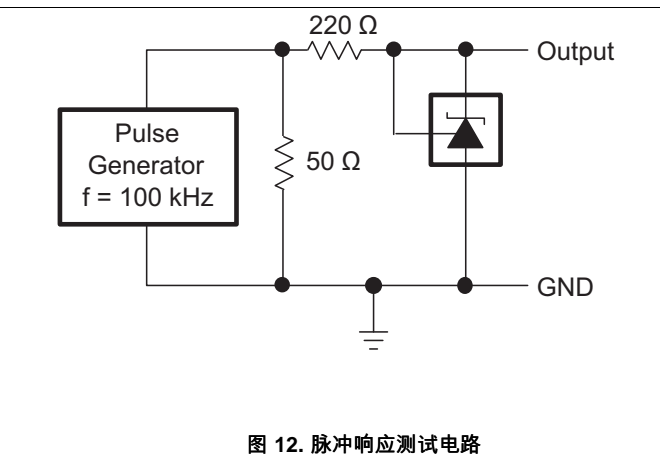 220 Ω
Output
Pulse
Generator
f = 100 kHz
50 Ω
GND
图 12. 脉冲响应测试电路